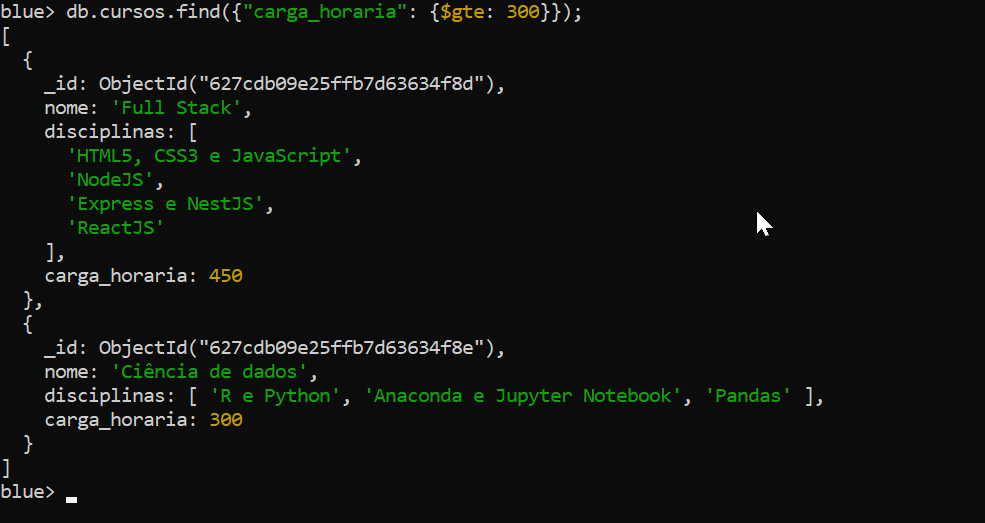 blue> db.cursos.find({"carga_horaria": {$gte: 300}});
[
  {
    _id: ObjectId("627cdb09e25ffb7d63634f8d"),
    nome: 'Full Stack',
    disciplinas: [
      'HTML5, CSS3 e JavaScript',
      'NodeJS',
      'Express e NestJS',
      'ReactJS'
    ],
    carga_horaria: 450
  },
  {
    _id: ObjectId("627cdb09e25ffb7d63634f8e"),
    nome: 'Ciência de dados',
    disciplinas: [ 'R e Python', 'Anaconda e Jupyter Notebook', 'Pandas' ],
    carga_horaria: 300
  }
]
blue>